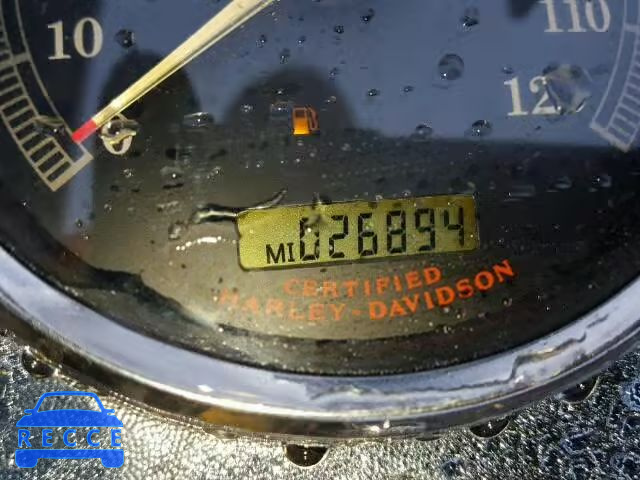 10
110
120
MI 026894
CERTIFIED
HARLEY-DAVIDSON
RECCE